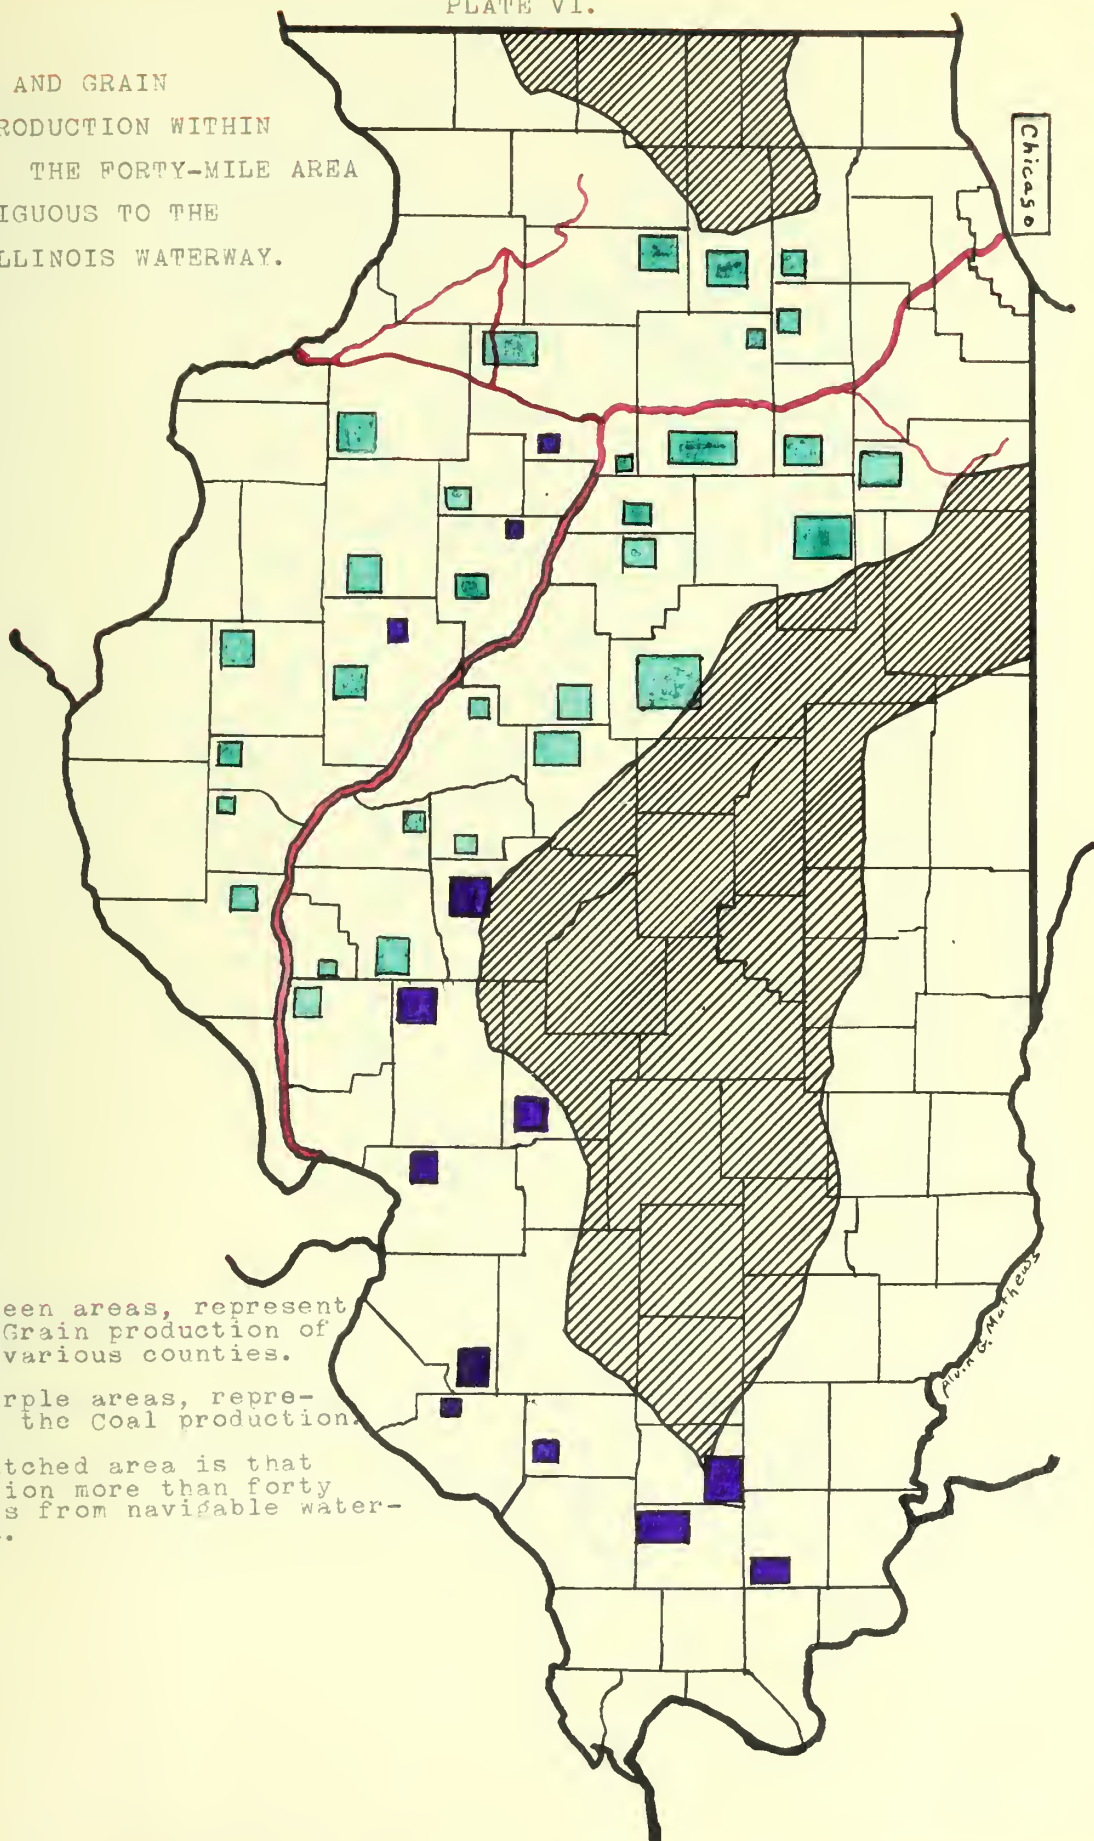 PLATE VI.
AND GRAIN
RODUCTION WITHIN
THE FORTY-MILE AREA
IGUOUS TO THE
LLINOIS WATERWAY.
Chicago
een areas, represent
Grain production of
various counties.
rple areas, repre-
the Coal production.
tched area is that
ion more than forty
s from navigable water-
.
Alvin G. Mathews